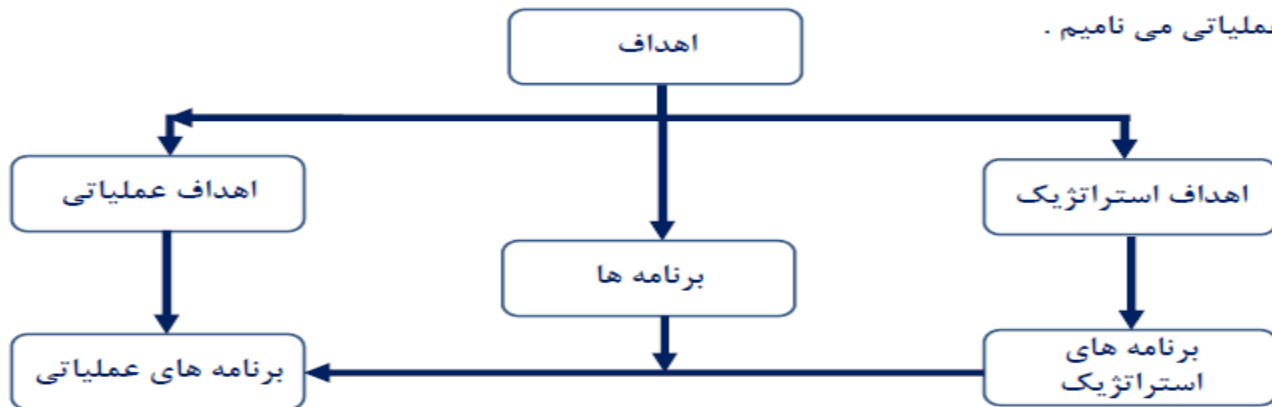 عملیاتی می نامیم .
اهداف
اهداف استراتژیک
اهداف عملیاتی
برنامه ها
برنامه های
استراتژیک
برنامه های عملیاتی